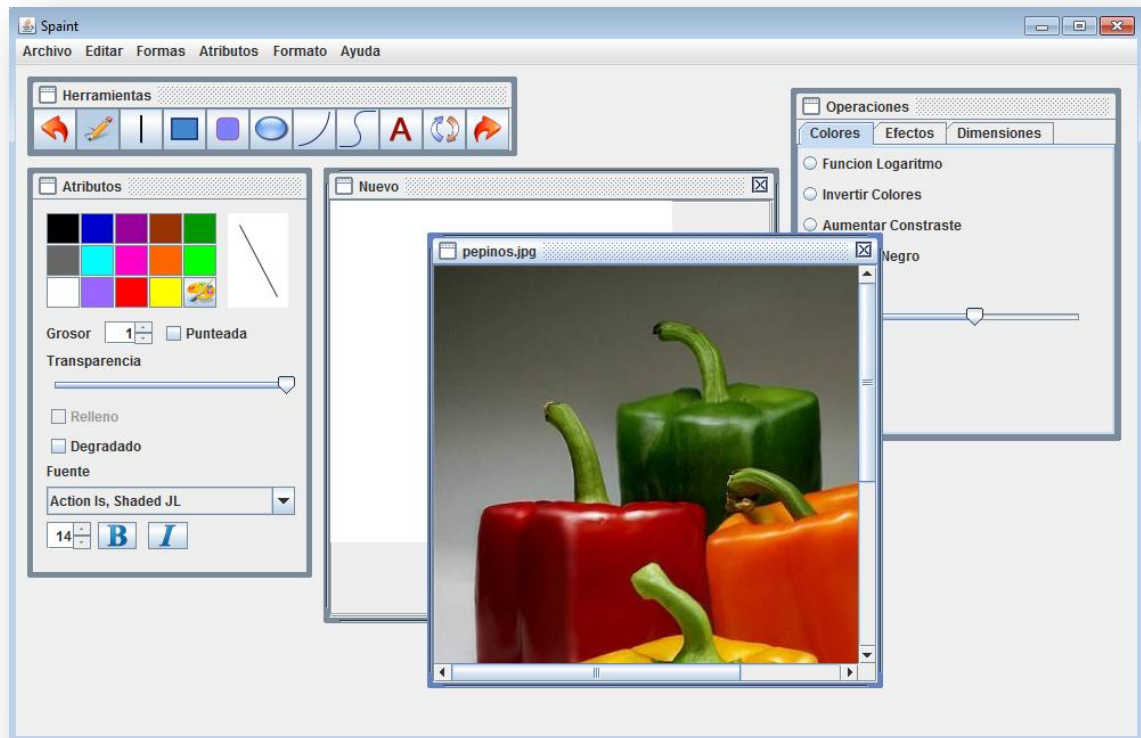 Spaint
Archivo Editar Formas Atributos Formato Ayuda
Herramientas
A
Operaciones
Colores Efectos Dimensiones
Funcion Logaritmo
Invertir Colores
Aumentar Constraste
Negro
Atributos
Grosor 1 Punteada
Transparencia
Relleno
Degradado
Fuente
Action Is, Shaded JL
14 B I
Nuevo
pepinos.jpg